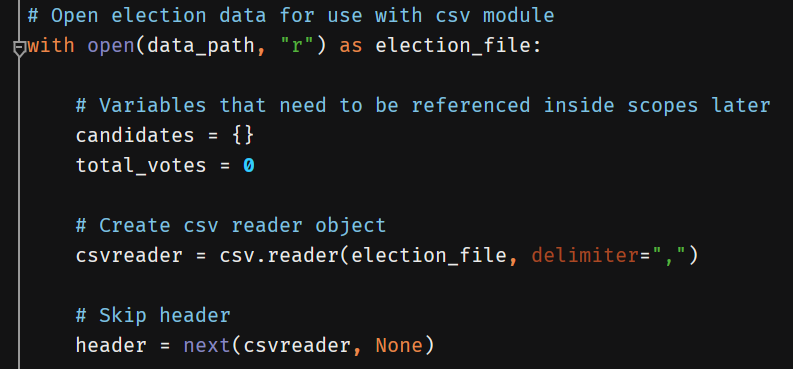 # Open election data for use with csv module
with open(data_path, "r") as election_file:
# Variables that need to be referenced inside scopes later
candidates = {}
total_votes = 0
# Create csv reader object
csvreader = csv.reader(election_file, delimiter=",")
# Skip header
header = next(csvreader, None)